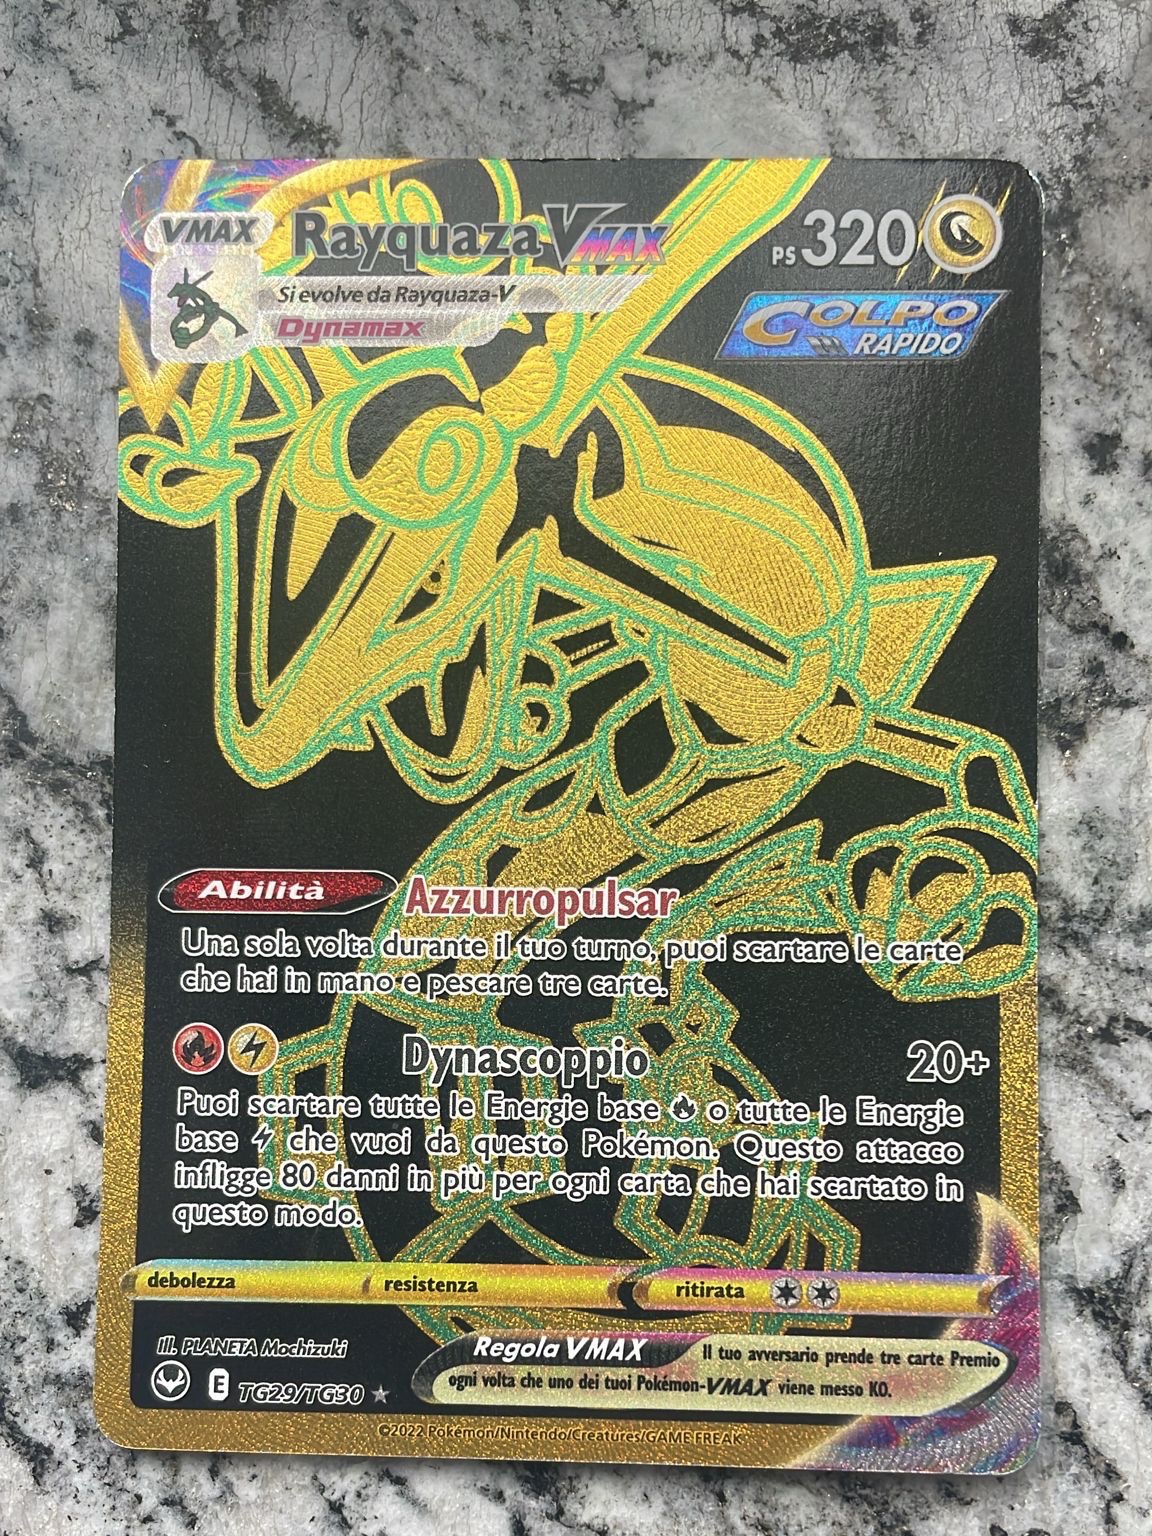 VMAX Rayquaza VMAX PS 320
Si evolve da Rayquaza-V
Dynamax
COLPO
RAPIDO
Abilità Azzurropulsar
Una sola volta durante il tuo turno, puoi scartare le carte
che hai in mano e pescare tre carte.
Dynascoppio 20+
Puoi scartare tutte le Energie base o tutte le Energie
base che vuoi da questo Pokémon. Questo attacco
infligge 80 danni in più per ogni carta che hai scartato in
questo modo.
debolezza resistenza ritirata
Ill. PLANETA Mochizuki
Regola VMAX Il tuo avversario prende tre carte Premio
ogni volta che uno dei tuoi Pokémon-VMAX viene messo KO.
E TG29/TG30
©2022 Pokémon/Nintendo/Creatures/GAME FREAK